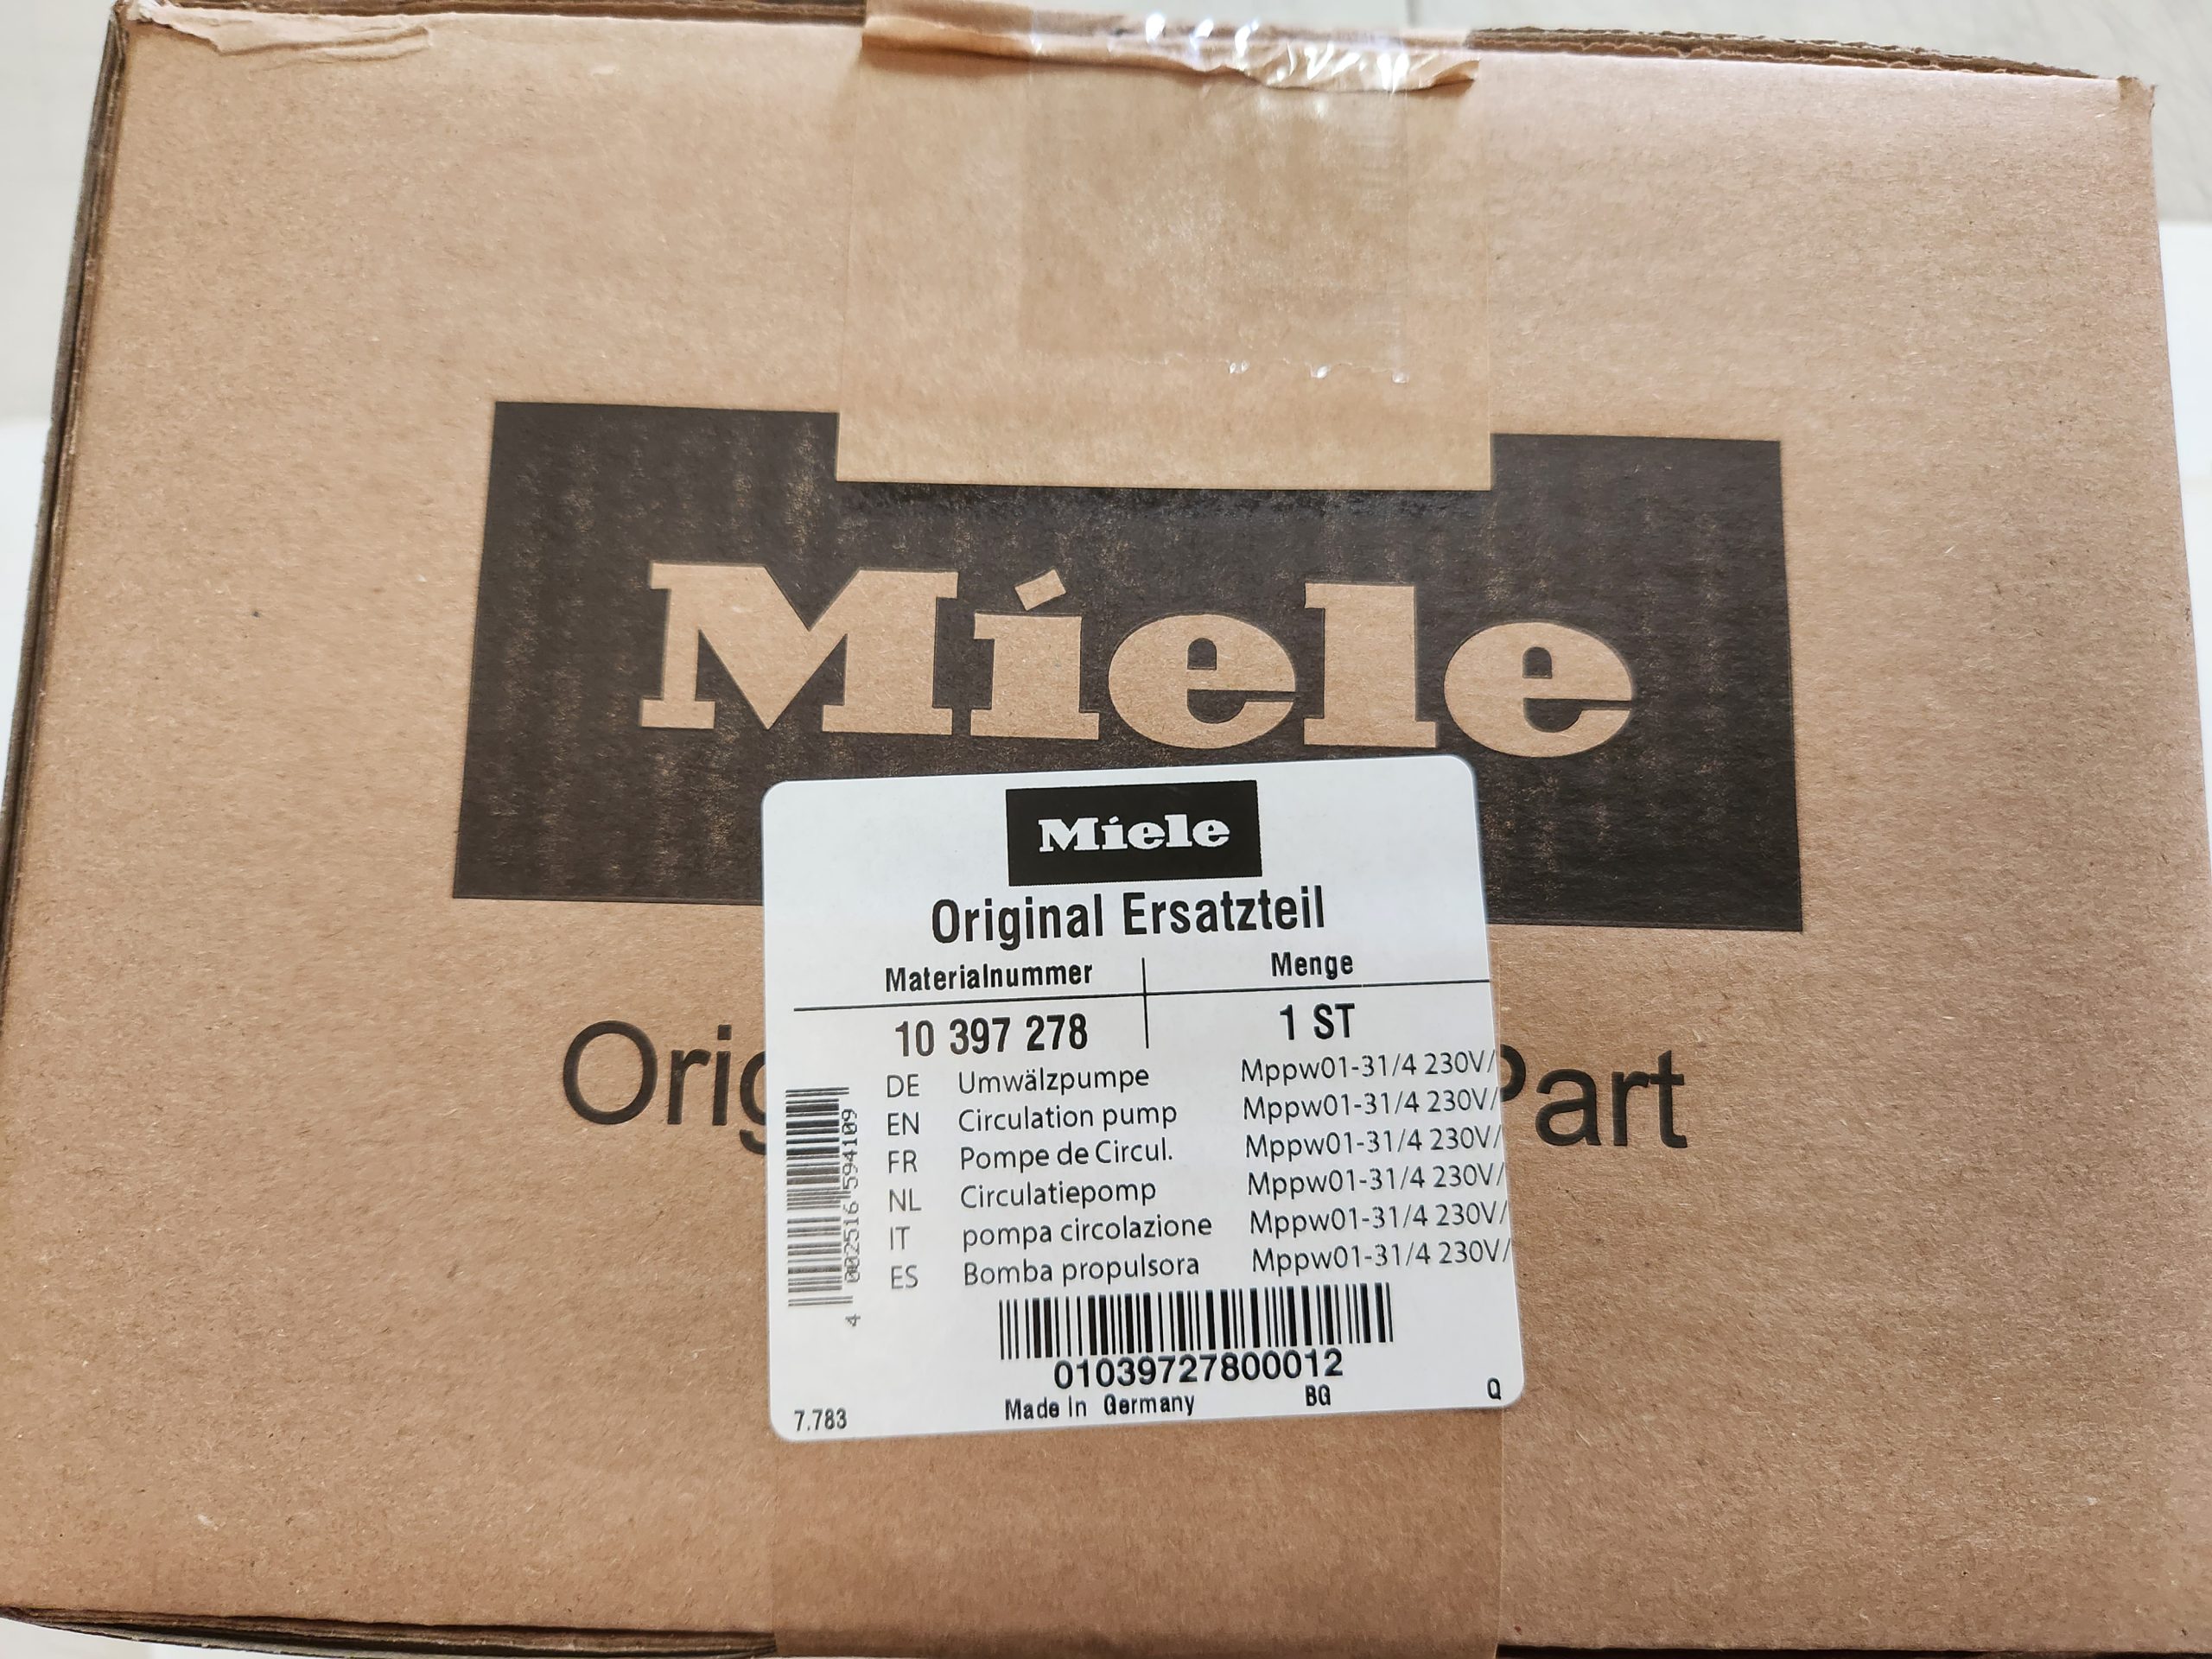 Miele
Miele
Original Ersatzteil
Materialnummer Menge
10 397 278 1 ST
DE Umwälzpumpe Mppw01-31/4 230V/
EN Circulation pump Mppw01-31/4 230V/
FR Pompe de Circul. Mppw01-31/4 230V/
NL Circulatiepomp Mppw01-31/4 230V/
IT pompa circolazione Mppw01-31/4 230V/
ES Bomba propulsora Mppw01-31/4 230V/
4 002516 594109
01039727800012
Made In Germany BG Q
7.783
Orig Part